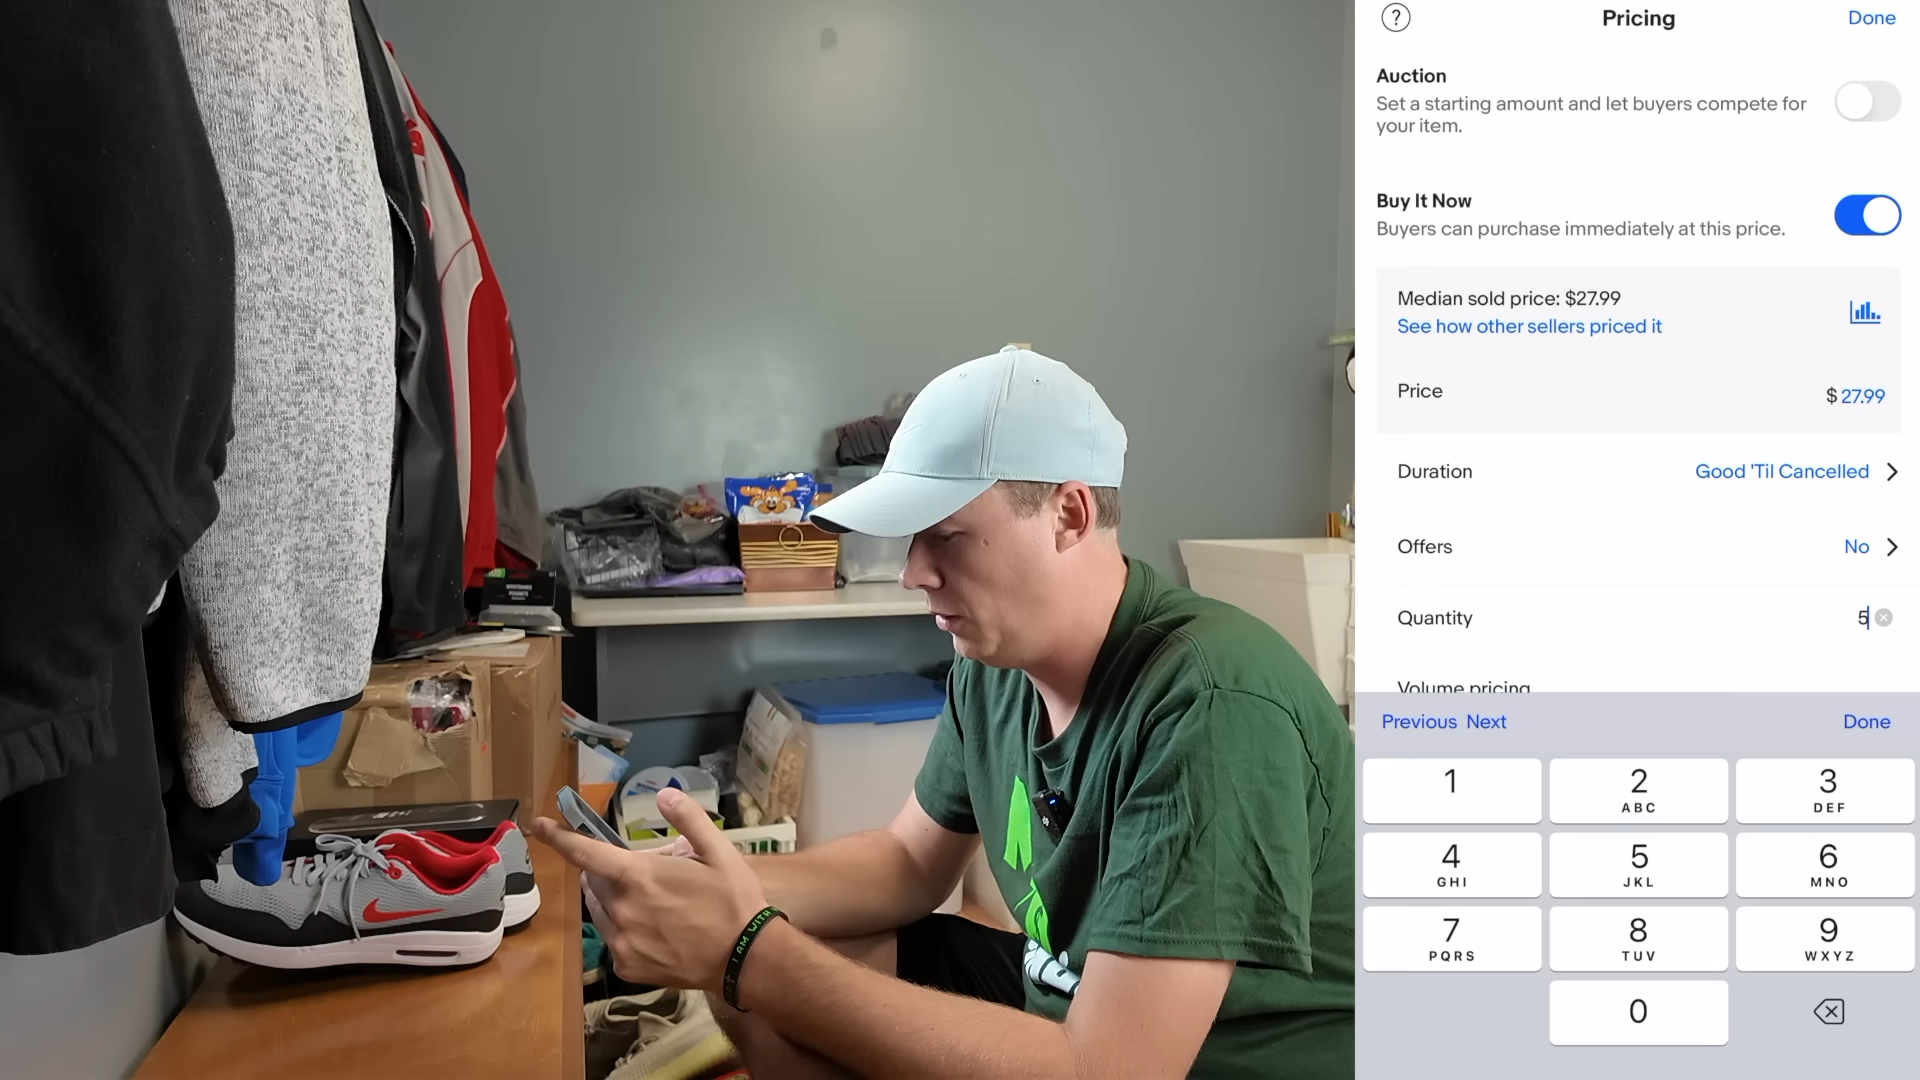 ?
Pricing
Done
Auction
Set a starting amount and let buyers compete for
your item.
Buy It Now
Buyers can purchase immediately at this price.
Median sold price: $27.99
See how other sellers priced it
Price
$ 27.99
Duration
Good 'Til Cancelled
Offers
No
Quantity
5
Volume pricing
Previous Next
Done
1
2
ABC
3
DEF
4
GHI
5
JKL
6
MNO
7
PQRS
8
TUV
9
WXYZ
0
I AM WITH